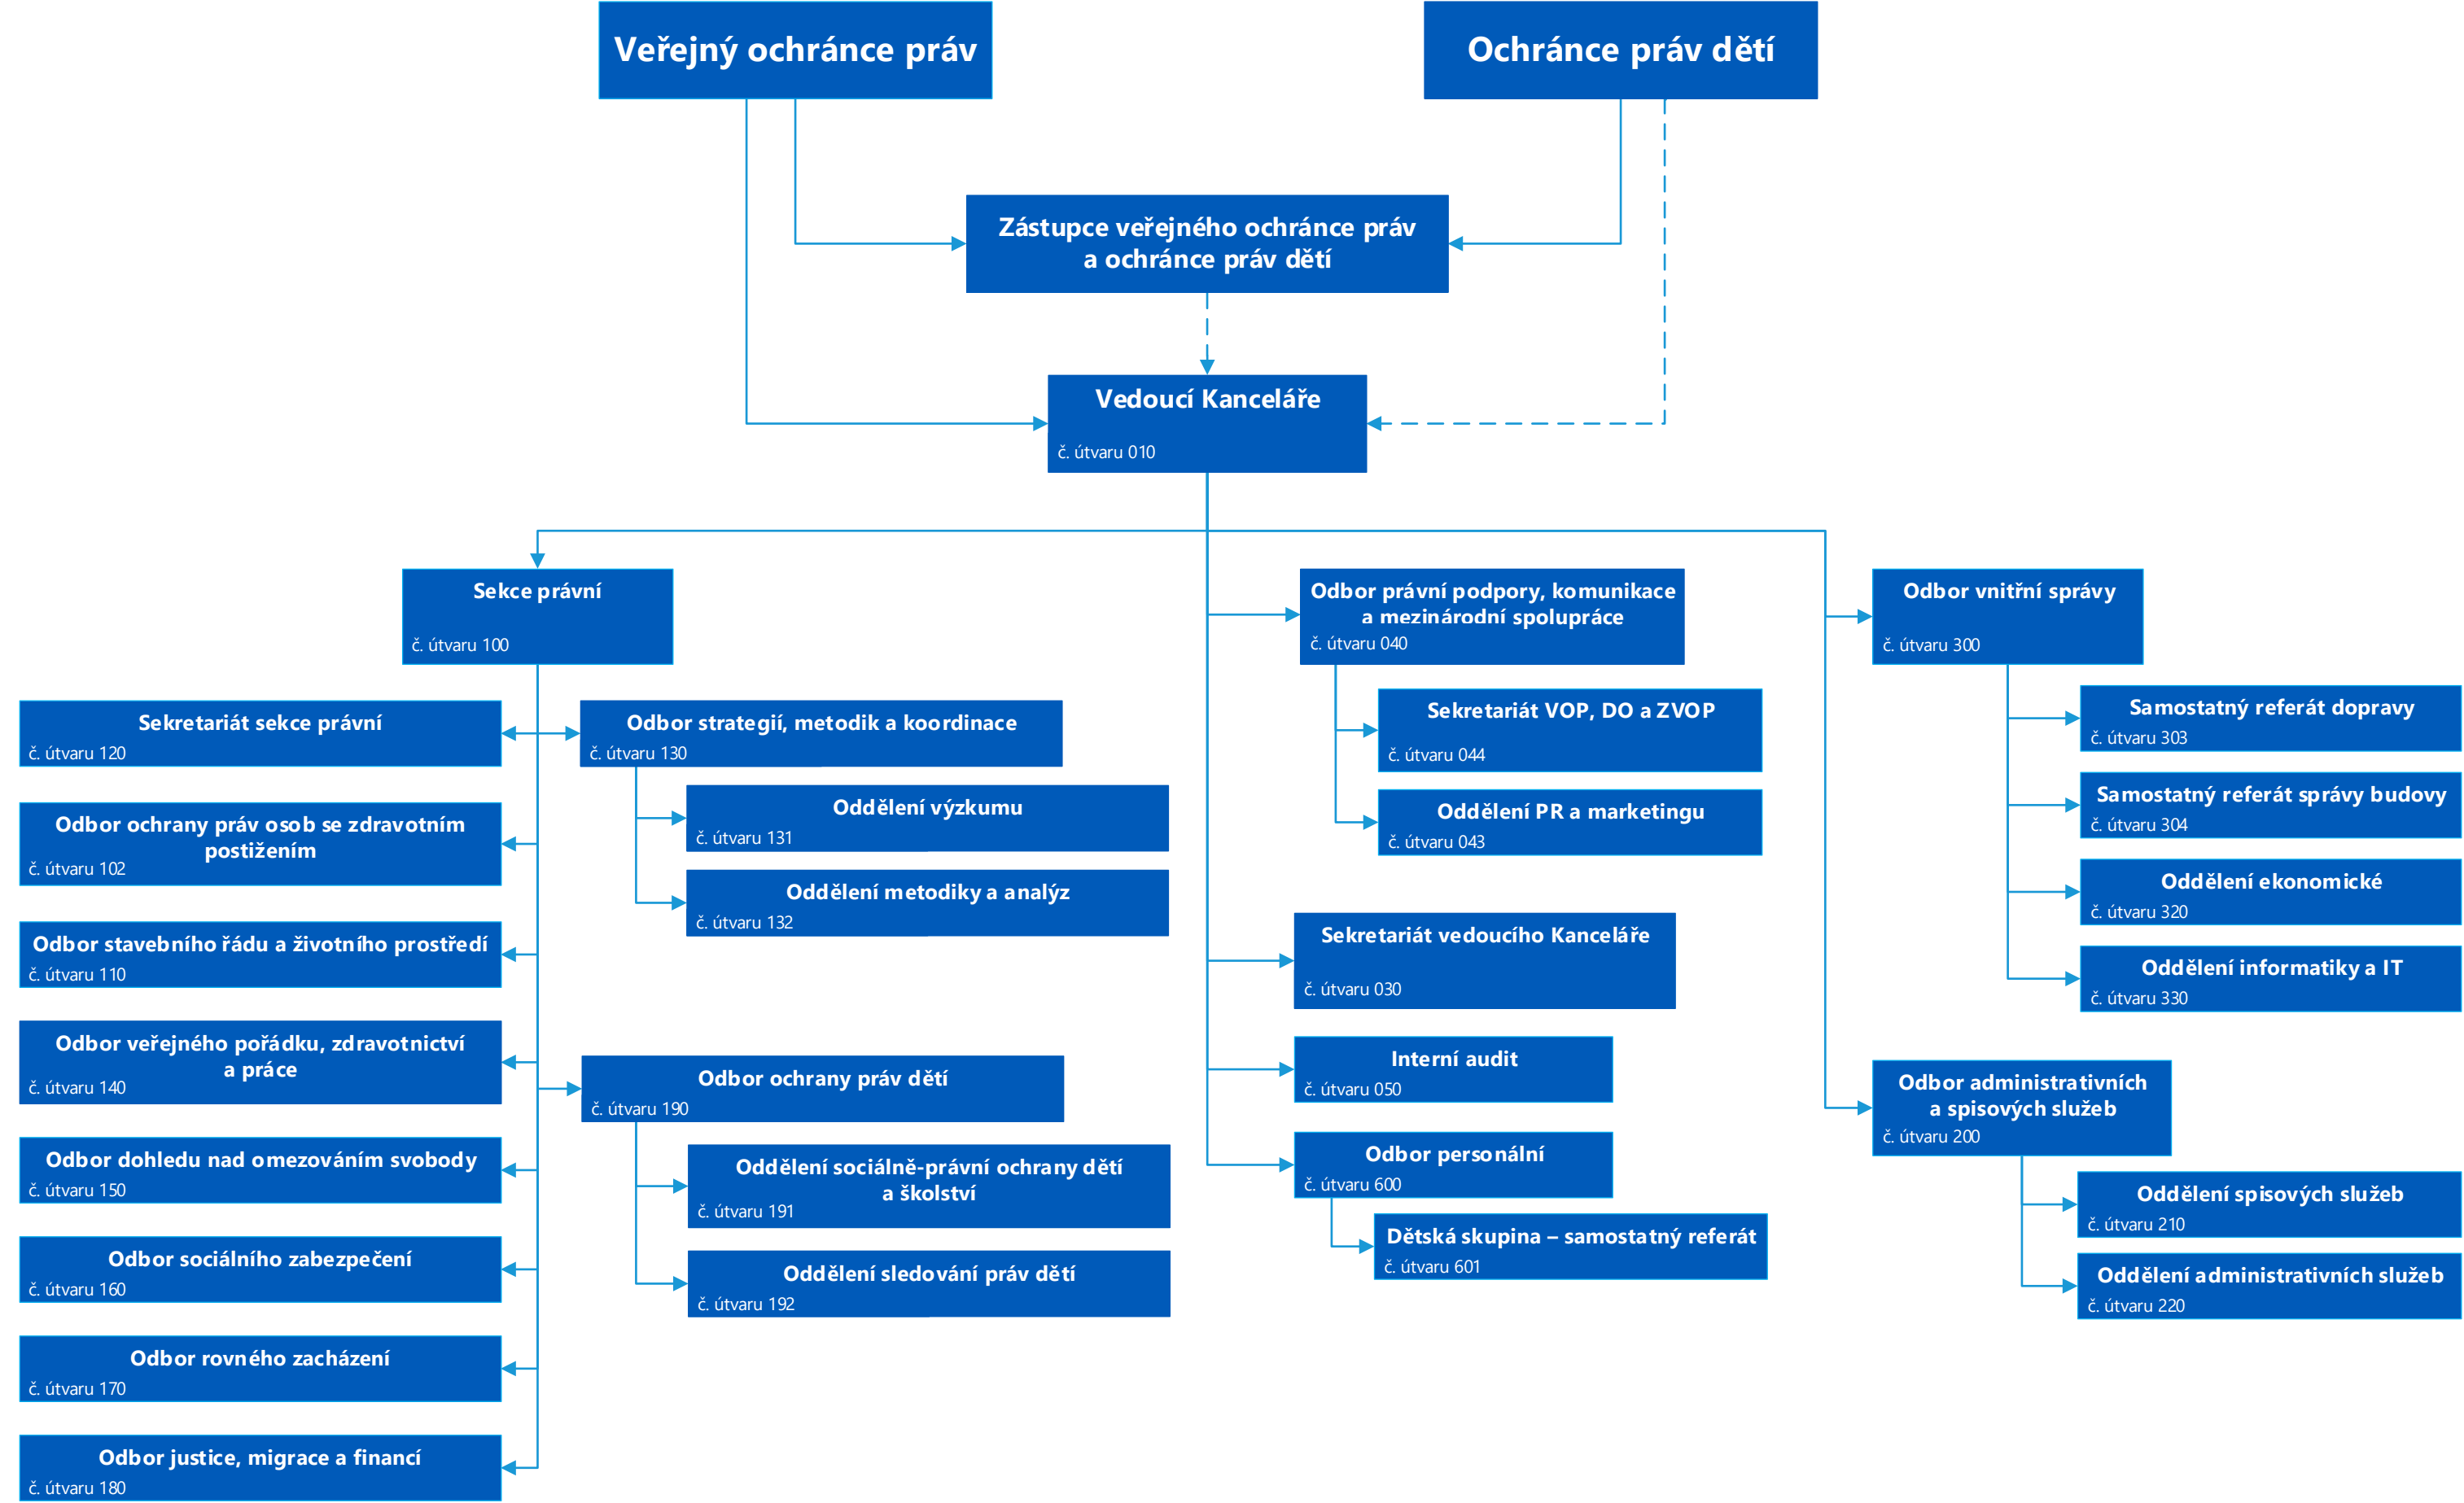 Veřejný ochránce práv
Ochránce práv dětí
Zástupce veřejného ochránce práv
a ochránce práv dětí
Vedoucí Kanceláře
č. útvaru 010
Sekce právní
č. útvaru 100
Sekretariát sekce právní
č. útvaru 120
Odbor ochrany práv osob se zdravotním
postižením
č. útvaru 102
Odbor stavebního řádu a životního prostředí
č. útvaru 110
Odbor veřejného pořádku, zdravotnictví
a práce
č. útvaru 140
Odbor dohledu nad omezováním svobody
č. útvaru 150
Odbor sociálního zabezpečení
č. útvaru 160
Odbor rovného zacházení
č. útvaru 170
Odbor justice, migrace a financí
č. útvaru 180
Odbor strategií, metodik a koordinace
č. útvaru 130
Oddělení výzkumu
č. útvaru 131
Oddělení metodiky a analýz
č. útvaru 132
Odbor ochrany práv dětí
č. útvaru 190
Oddělení sociálně-právní ochrany dětí
a školství
č. útvaru 191
Oddělení sledování práv dětí
č. útvaru 192
Odbor právní podpory, komunikace
a mezinárodní spolupráce
č. útvaru 040
Sekretariát VOP, DO a ZVOP
č. útvaru 044
Oddělení PR a marketingu
č. útvaru 043
Sekretariát vedoucího Kanceláře
č. útvaru 030
Interní audit
č. útvaru 050
Odbor personální
č. útvaru 600
Dětská skupina – samostatný referát
č. útvaru 601
Odbor vnitřní správy
č. útvaru 300
Samostatný referát dopravy
č. útvaru 303
Samostatný referát správy budovy
č. útvaru 304
Oddělení ekonomické
č. útvaru 320
Oddělení informatiky a IT
č. útvaru 330
Odbor administrativních
a spisových služeb
č. útvaru 200
Oddělení spisových služeb
č. útvaru 210
Oddělení administrativních služeb
č. útvaru 220